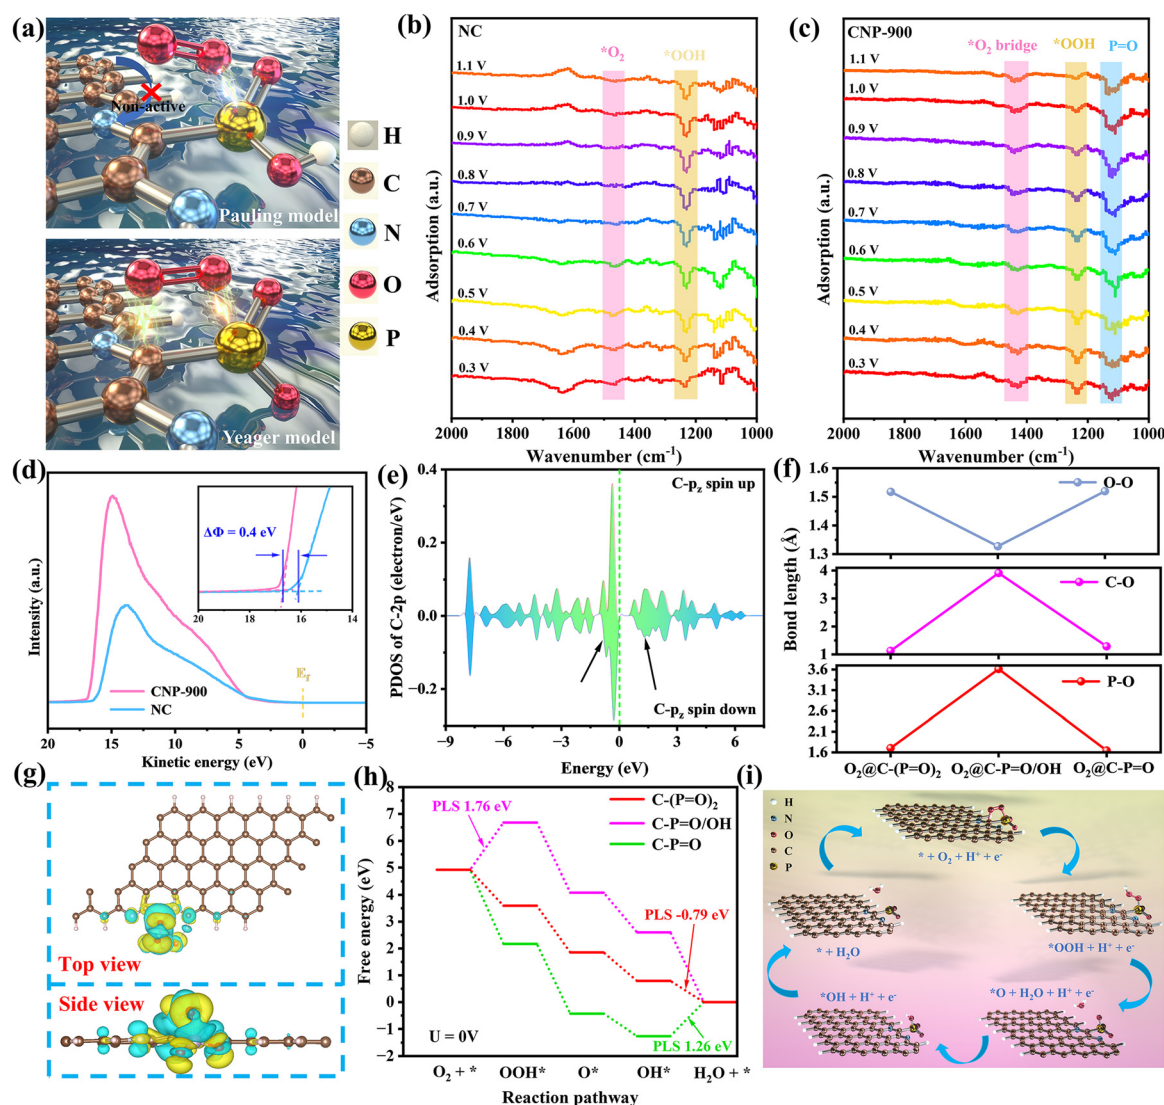 (a)
Non-active
Pauling model
Yeager model
H
C
N
O
P
(b)
NC
*O₂
*OOH
1.1 V
1.0 V
0.9 V
0.8 V
0.7 V
0.6 V
0.5 V
0.4 V
0.3 V
Adsorption (a.u.)
2000 1800 1600 1400 1200 1000
Wavenumber (cm⁻¹)
(c)
CNP-900
*O₂ bridge
*OOH
P=O
1.1 V
1.0 V
0.9 V
0.8 V
0.7 V
0.6 V
0.5 V
0.4 V
0.3 V
Adsorption (a.u.)
2000 1800 1600 1400 1200 1000
Wavenumber (cm⁻¹)
(d)
ΔΦ = 0.4 eV
20 18 16 14
CNP-900
NC
E_f
Intensity (a.u.)
20 15 10 5 0 −5
Kinetic energy (eV)
(e)
C-p_z spin up
C-p_z spin down
PDOS of C-2p (electron/eV)
0.4
0.2
0.0
−0.2
−9 −6 −3 0 3 6
Energy (eV)
(f)
O-O
C-O
P-O
Bond length (Å)
1.6
1.5
1.4
1.3
4
3
2
1
3.6
3.2
2.8
2.4
2.0
1.6
O₂@C-(P=O)₂ O₂@C-P=O/OH O₂@C-P=O
(g)
Top view
Side view
(h)
PLS 1.76 eV
C-(P=O)₂
C-P=O/OH
C-P=O
PLS -0.79 eV
PLS 1.26 eV
U = 0V
Free energy (eV)
8
7
6
5
4
3
2
1
0
−1
−2
O₂ + * OOH* O* OH* H₂O + *
Reaction pathway
(i)
H
N
O
C
P
* + O₂ + H⁺ + e⁻
*OOH + H⁺ + e⁻
*O + H₂O + H⁺ + e⁻
*OH + H⁺ + e⁻
* + H₂O